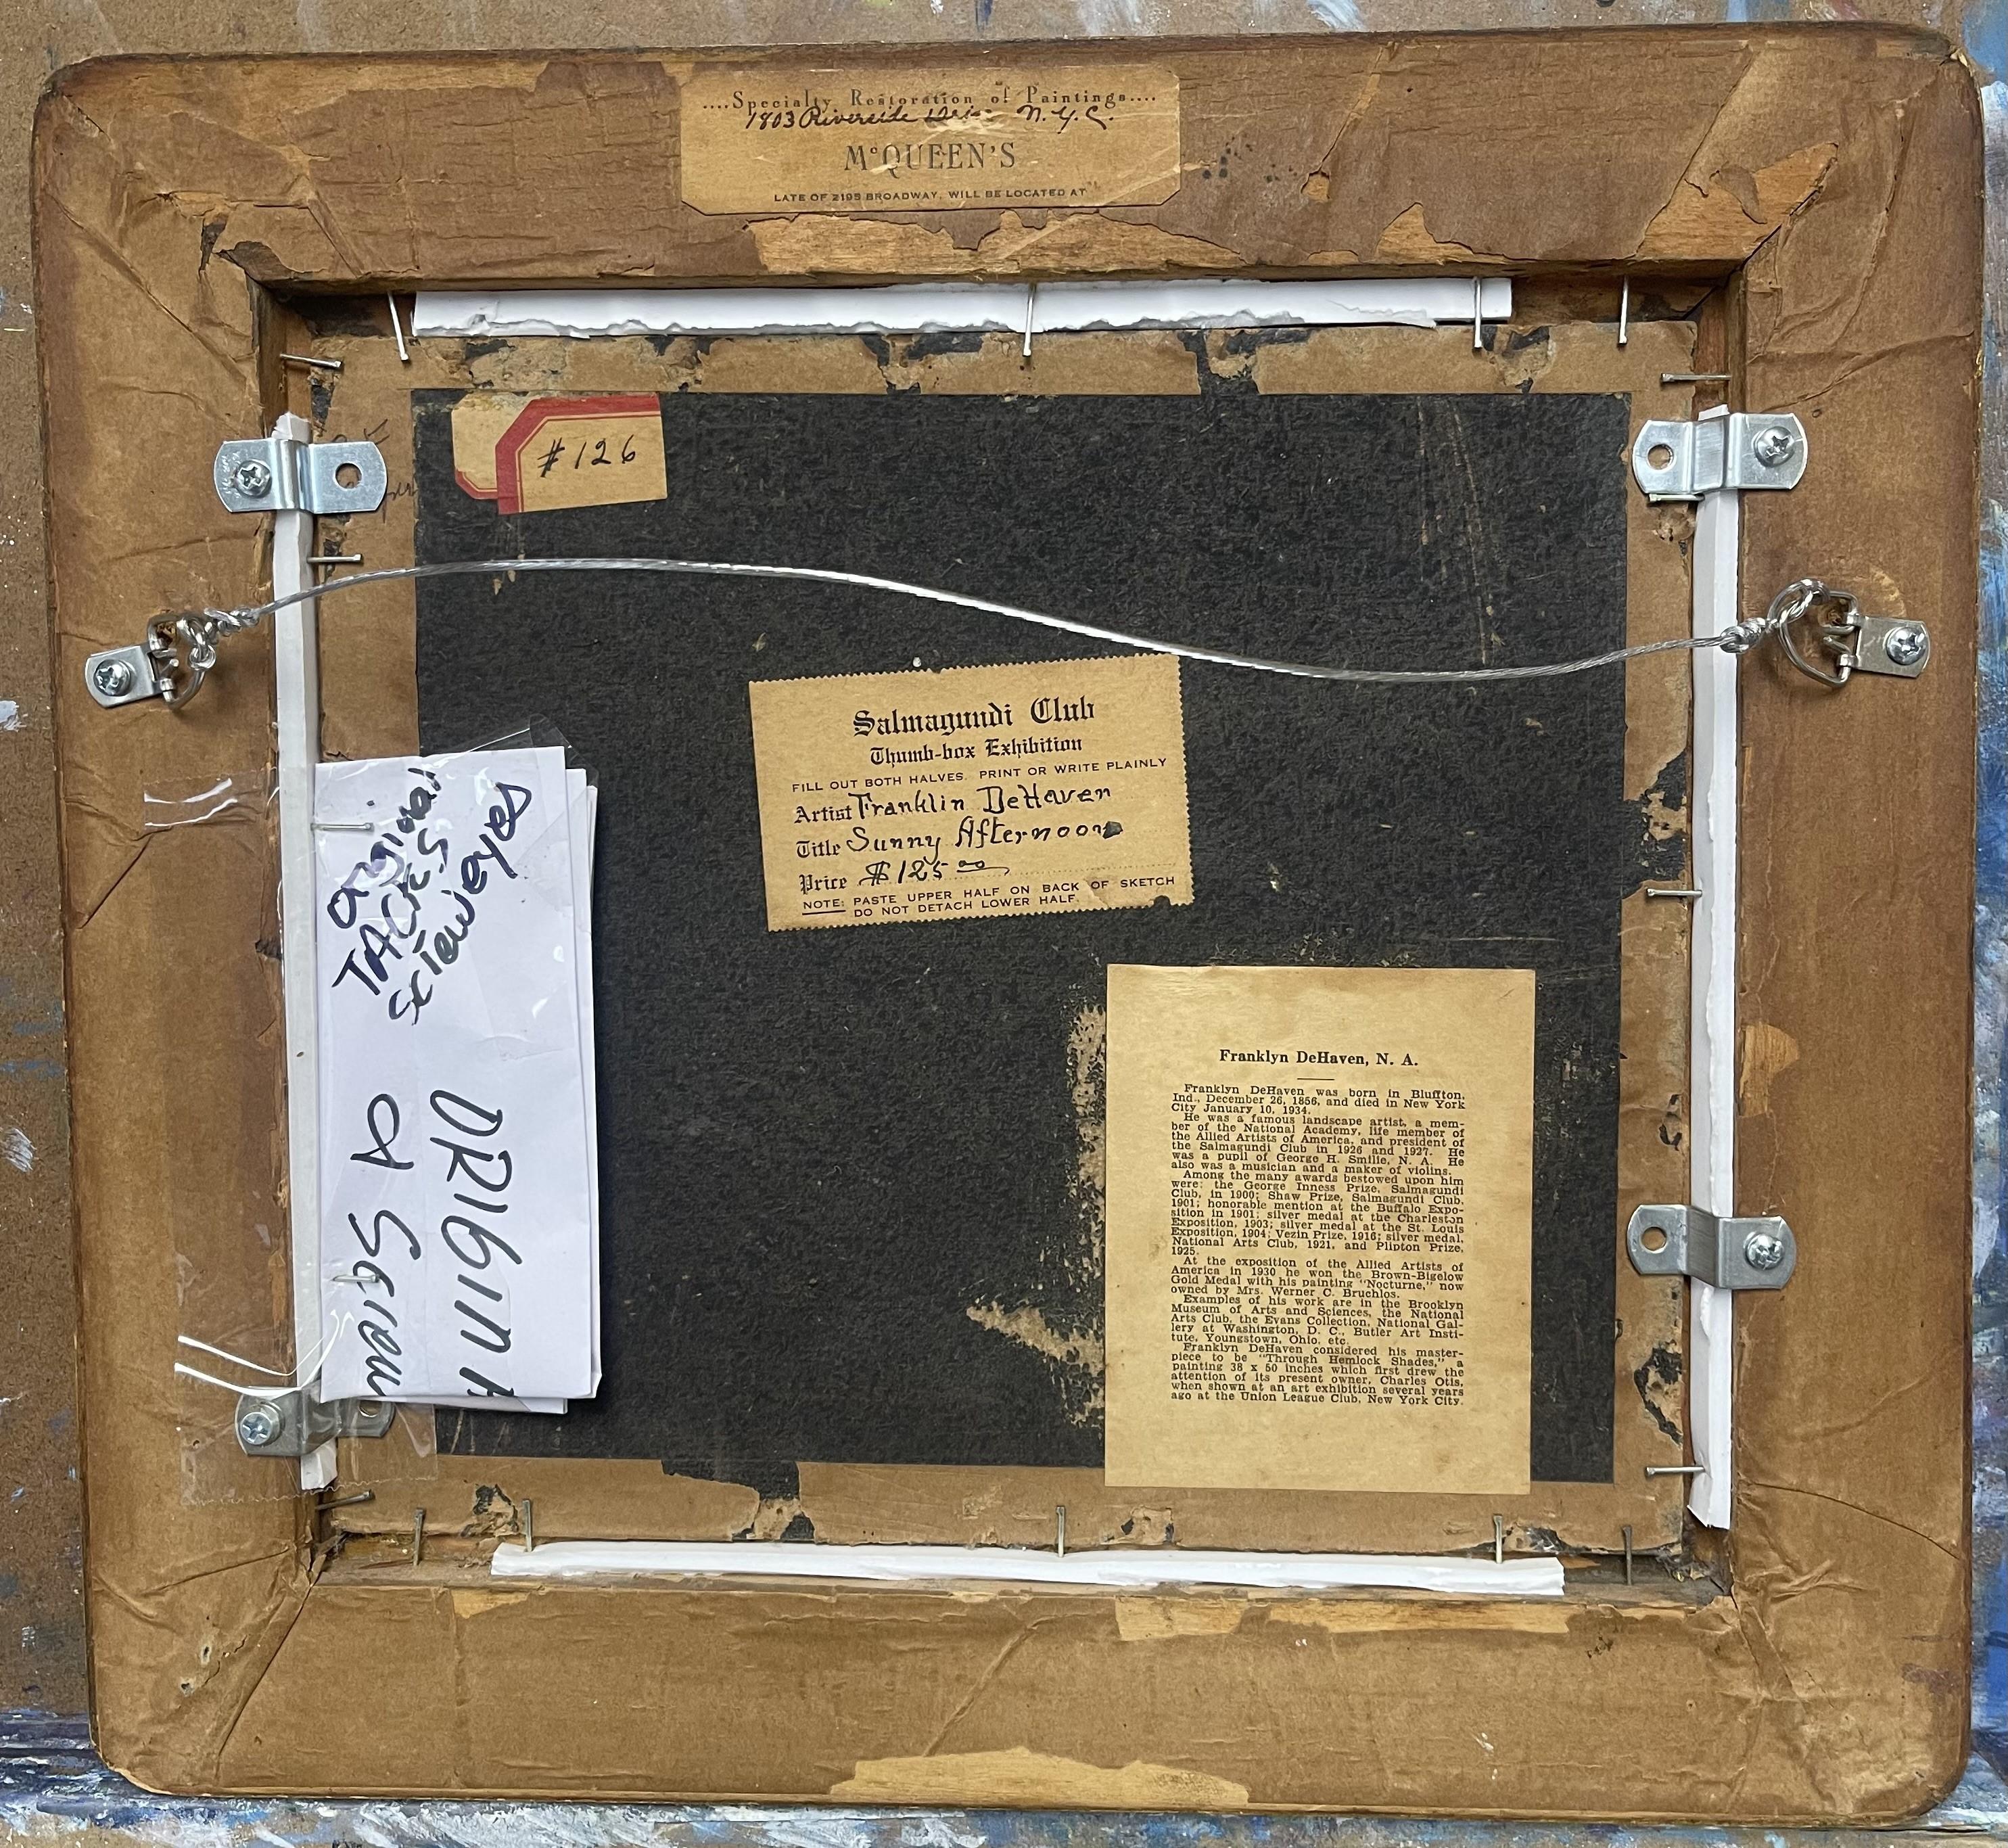 ....Specialty Restoration of Paintings....
1803 Riverside Drive N.Y.C.
McQUEEN'S
LATE OF 2195 BROADWAY, WILL BE LOCATED AT
#126
Salmagundi Club
Thumb-box Exhibition
FILL OUT BOTH HALVES. PRINT OR WRITE PLAINLY
Artist Franklin DeHaven
Title Sunny Afternoon
Price $125 00
NOTE: PASTE UPPER HALF ON BACK OF SKETCH
DO NOT DETACH LOWER HALF.
original
TACKS
screw eyes
ORIGIN
Franklyn DeHaven, N. A.
Franklyn DeHaven was born in Bluffton,
Ind., December 26, 1856, and died in New York
City January 10, 1934.
He was a famous landscape artist, a mem-
ber of the National Academy, life member of
the Allied Artists of America, and president of
the Salmagundi Club in 1926 and 1927. He
was a pupil of George H. Smilie, N. A. He
also was a musician and a maker of violins.
Among the many awards bestowed upon him
were: the George Inness Prize, Salmagundi
Club, in 1900; Shaw Prize, Salmagundi Club,
1901; honorable mention at the Buffalo Expo-
sition in 1901; silver medal at the Charleston
Exposition, 1903; silver medal at the St. Louis
Exposition, 1904; Vezin Prize, 1916; silver medal,
National Arts Club, 1921, and Plipton Prize,
1925.
At the exposition of the Allied Artists of
America in 1930 he won the Brown-Bigelow
Gold Medal with his painting "Nocturne," now
owned by Mrs. Werner C. Bruchlos.
Examples of his work are in the Brooklyn
Museum of Arts and Sciences, the National
Arts Club, the Evans Collection, National Gal-
lery at Washington, D. C., Butler Art Insti-
tute, Youngstown, Ohio, etc.
Franklyn DeHaven considered his master-
piece to be "Through Hemlock Shades," a
painting 38 x 50 inches which first drew the
attention of its present owner, Charles Otis,
when shown at an art exhibition several years
ago at the Union League Club, New York City.